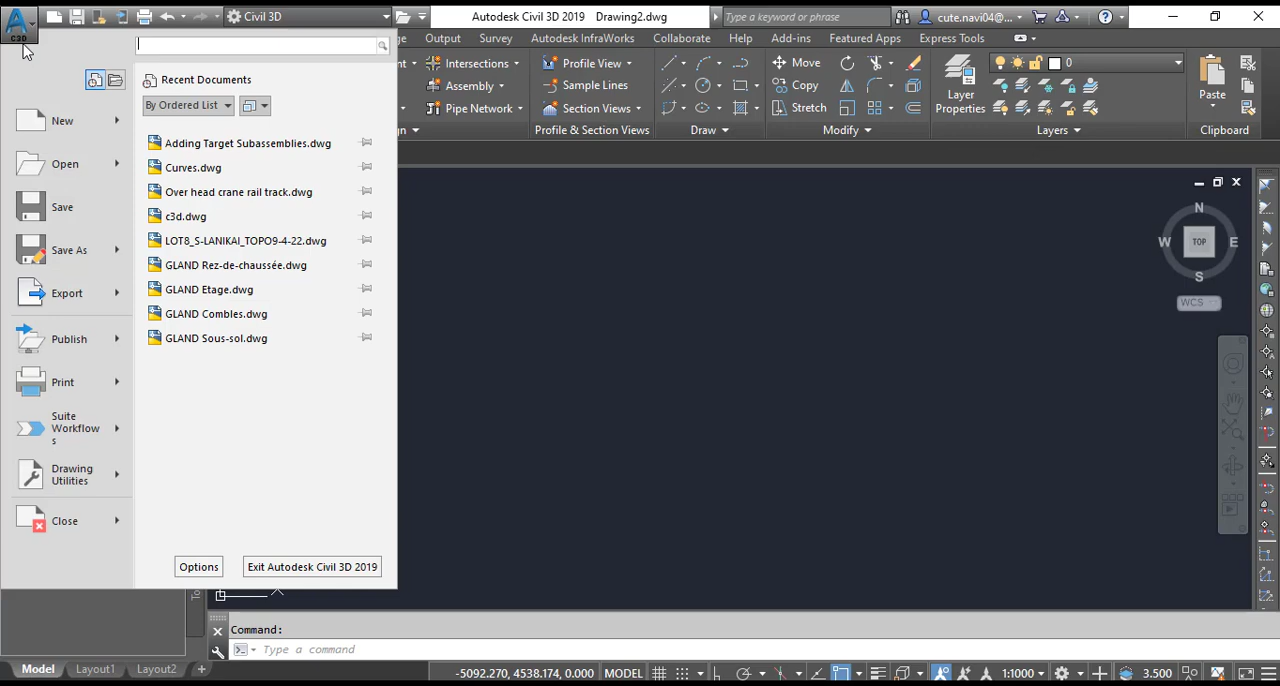 C3D
Civil 3D
Autodesk Civil 3D 2019 Drawing2.dwg
Type a keyword or phrase
cute.navi04@...
Output Survey Autodesk InfraWorks Collaborate Help Add-ins Featured Apps Express Tools
Recent Documents
By Ordered List
New
Open
Save
Save As
Export
Publish
Print
Suite
Workflow
s
Drawing
Utilities
Close
Adding Target Subassemblies.dwg
Curves.dwg
Over head crane rail track.dwg
c3d.dwg
LOT8_S-LANIKAI_TOPO9-4-22.dwg
GLAND Rez-de-chaussée.dwg
GLAND Etage.dwg
GLAND Combles.dwg
GLAND Sous-sol.dwg
Options
Exit Autodesk Civil 3D 2019
Intersections
Assembly
Pipe Network
Profile View
Sample Lines
Section Views
Profile & Section Views
Draw
Move
Copy
Stretch
Modify
Layer
Properties
0
Layers
Paste
Clipboard
N
W TOP E
S
WCS
Command:
Type a command
Model Layout1 Layout2 +
-5092.270, 4538.174, 0.000 MODEL 1:1000 3.500